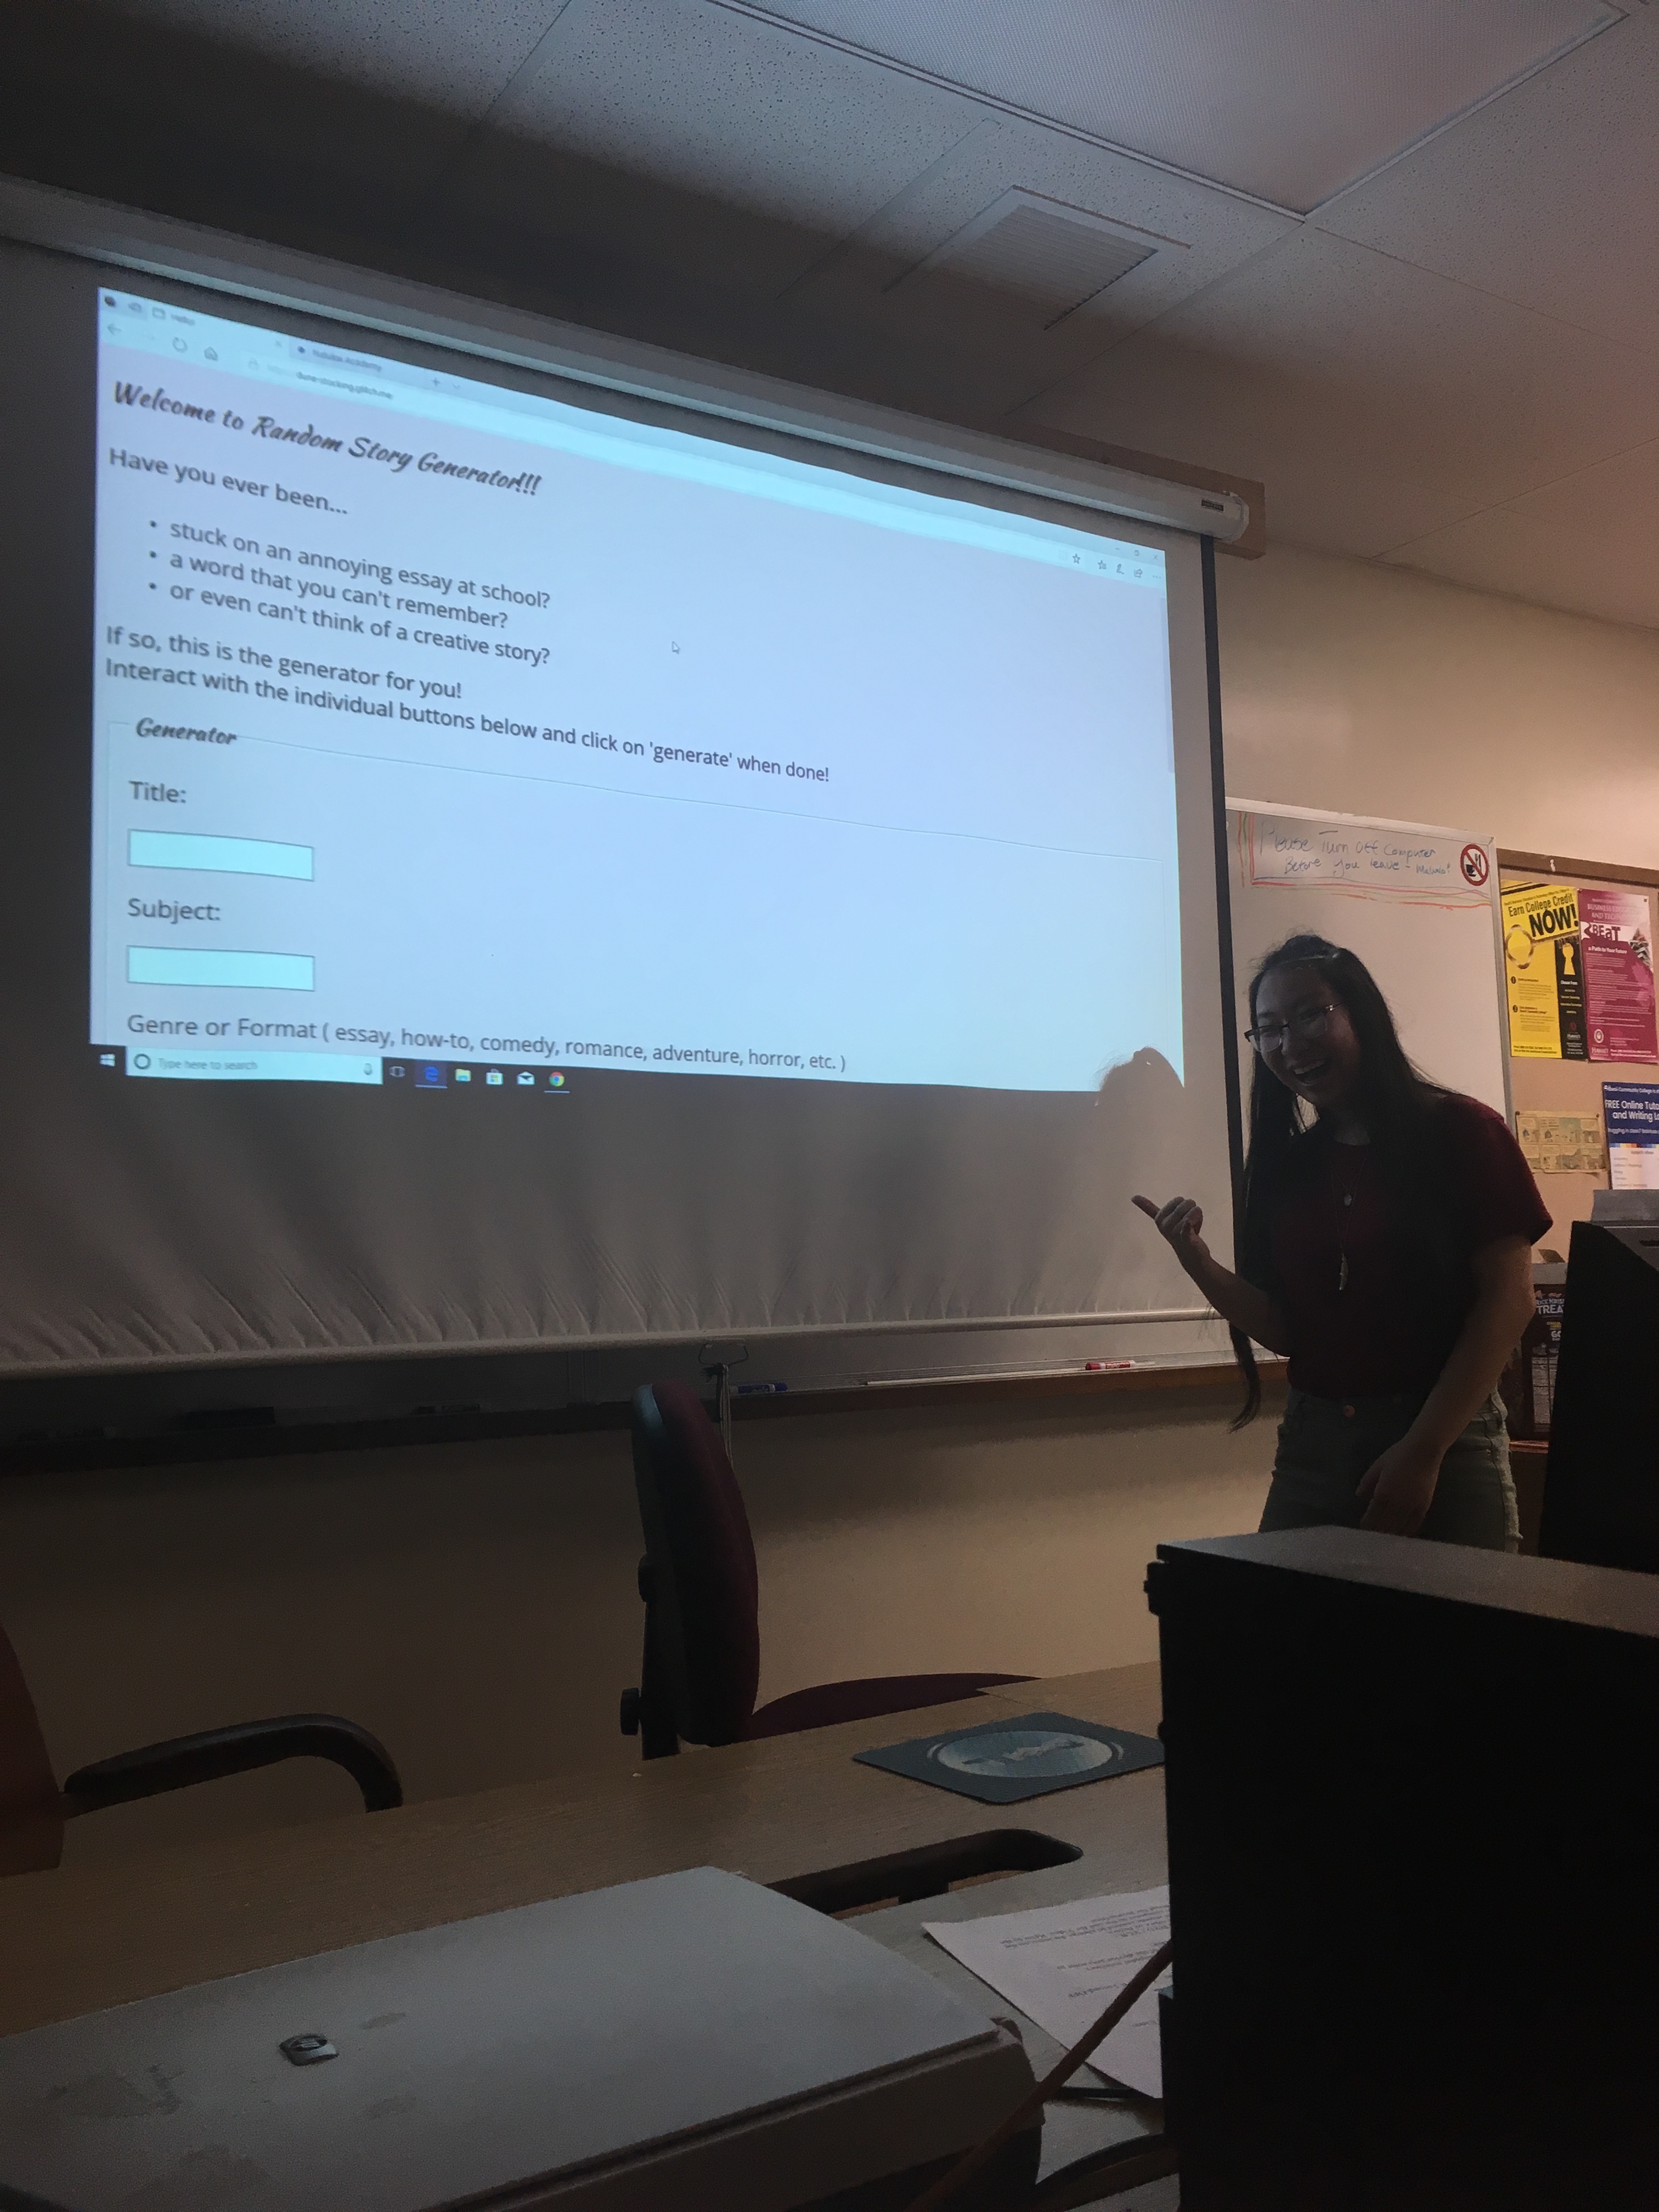 Hello
Welcome to Random Story Generator!!!
Have you ever been...
• stuck on an annoying essay at school?
• a word that you can't remember?
• or even can't think of a creative story?
If so, this is the generator for you!
Interact with the individual buttons below and click on 'generate' when done!
Generator
Title:
Subject:
Genre or Format ( essay, how-to, comedy, romance, adventure, horror, etc. )
Type here to search
Please Turn Off Computer
Before you leave -
Earn College Credit
NOW!
BEaT
FREE Online
and Writing
TREA